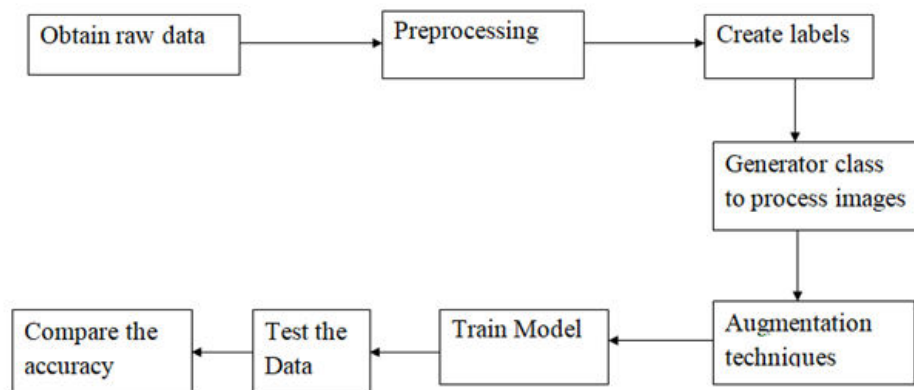 Obtain raw data
Preprocessing
Create labels
Generator class
to process images
Augmentation
techniques
Train Model
Test the
Data
Compare the
accuracy